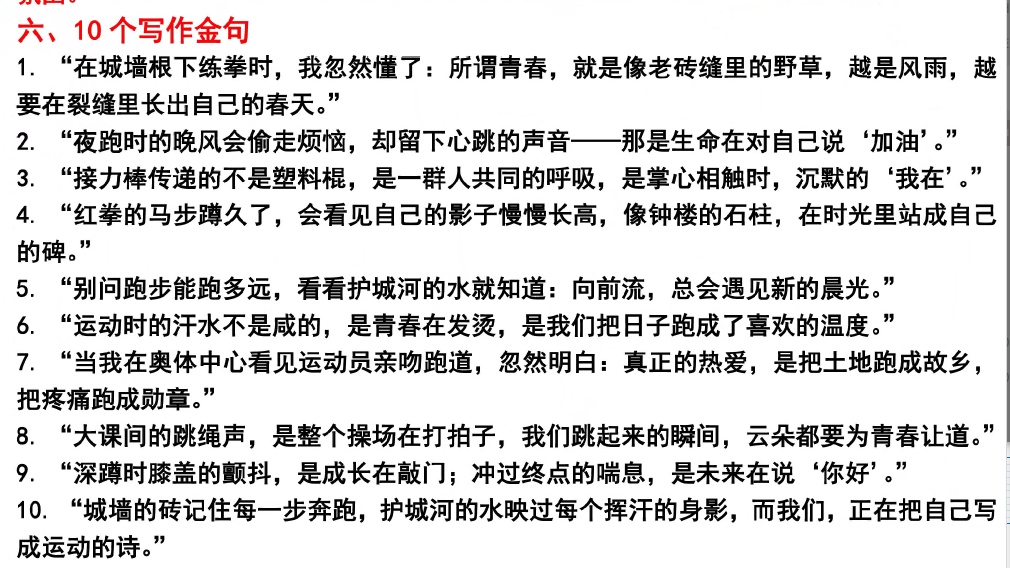 六、10 个写作金句
1. “在城墙根下练拳时，我忽然懂了：所谓青春，就是像老砖缝里的野草，越是风雨，越
要在裂缝里长出自己的春天。”
2. “夜跑时的晚风会偷走烦恼，却留下心跳的声音——那是生命在对自己说‘加油’。”
3. “接力棒传递的不是塑料棍，是一群人共同的呼吸，是掌心相触时，沉默的‘我在’。”
4. “红拳的马步蹲久了，会看见自己的影子慢慢长高，像钟楼的石柱，在时光里站成自己
的碑。”
5. “别问跑步能跑多远，看看护城河的水就知道：向前流，总会遇见新的晨光。”
6. “运动时的汗水不是咸的，是青春在发烫，是我们把日子跑成了喜欢的温度。”
7. “当我在奥体中心看见运动员亲吻跑道，忽然明白：真正的热爱，是把土地跑成故乡，
把疼痛跑成勋章。”
8. “大课间的跳绳声，是整个操场在打拍子，我们跳起来的瞬间，云朵都要为青春让道。”
9. “深蹲时膝盖的颤抖，是成长在敲门；冲过终点的喘息，是未来在说‘你好’。”
10. “城墙的砖记住每一步奔跑，护城河的水映过每个挥汗的身影，而我们，正在把自己写
成运动的诗。”